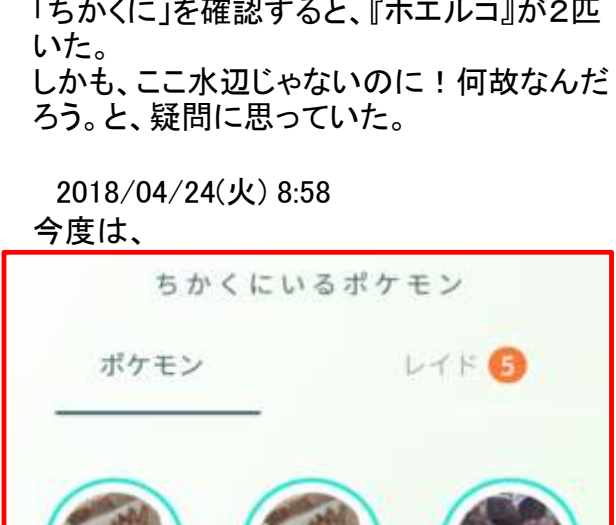 「ちかくに」を確認すると、『ホエルコ』が２匹
いた。
しかも、ここ水辺じゃないのに！何故なんだ
ろう。と、疑問に思っていた。
2018/04/24(火) 8:58
今度は、
ちかくにいるポケモン
ポケモン
レイド 5